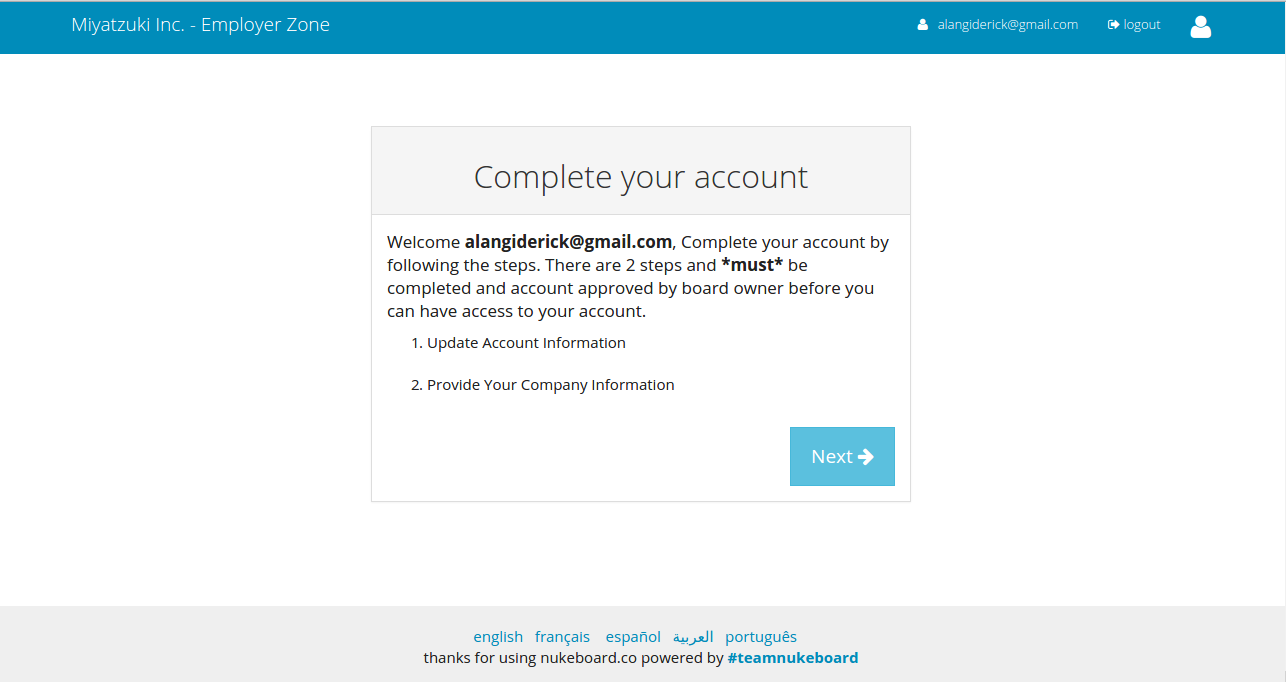 Miyatzuki Inc. - Employer Zone alangiderick@gmail.com logout
Complete your account
Welcome alangiderick@gmail.com, Complete your account by
following the steps. There are 2 steps and *must* be
completed and account approved by board owner before you
can have access to your account.
1. Update Account Information
2. Provide Your Company Information
Next
english français español العربية português
thanks for using nukeboard.co powered by #teamnukeboard